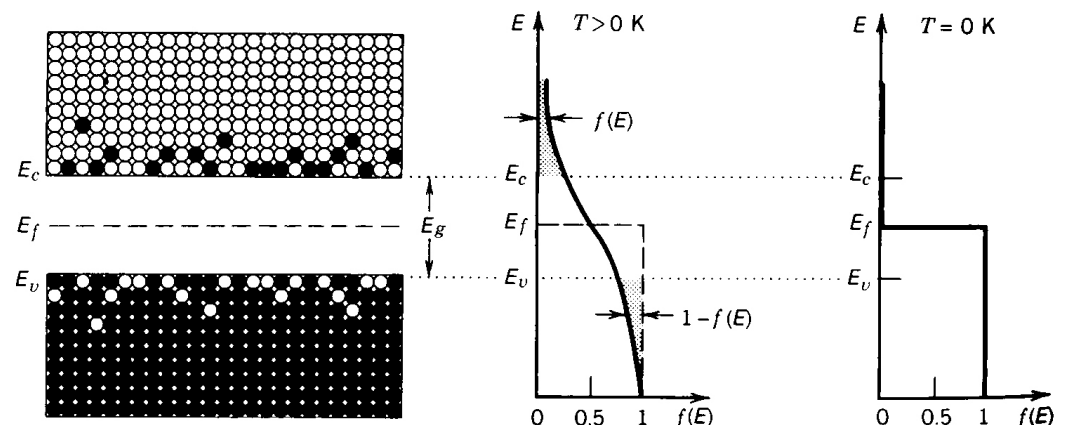 E T > 0 K
E T = 0 K
f(E)
E_c E_c E_c
E_f E_g E_f E_f
E_v E_v E_v
1 – f(E)
0 0.5 1 f(E)
0 0.5 1 f(E)